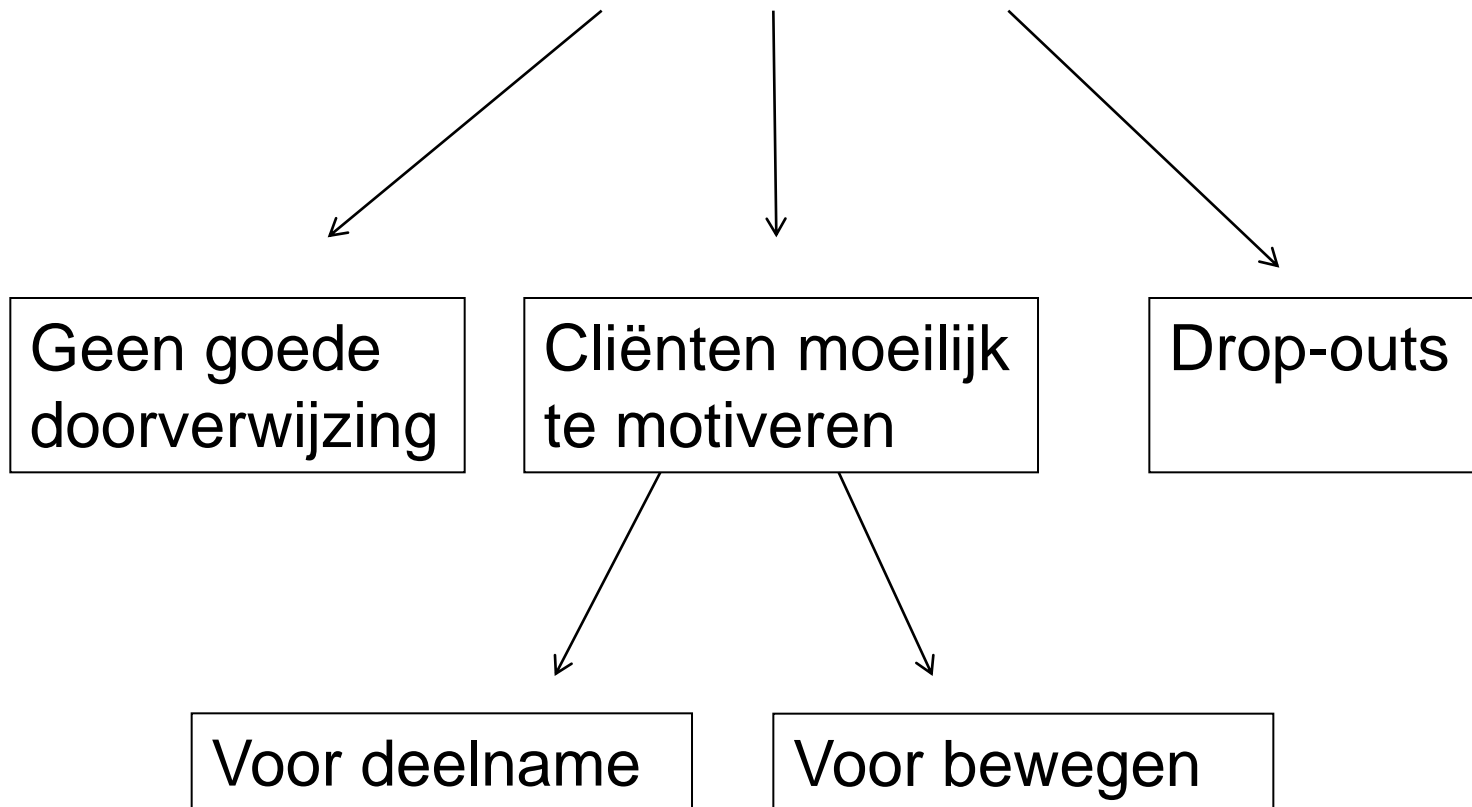 Geen goede
doorverwijzing
Cliënten moeilijk
te motiveren
Drop-outs
Voor deelname
Voor bewegen